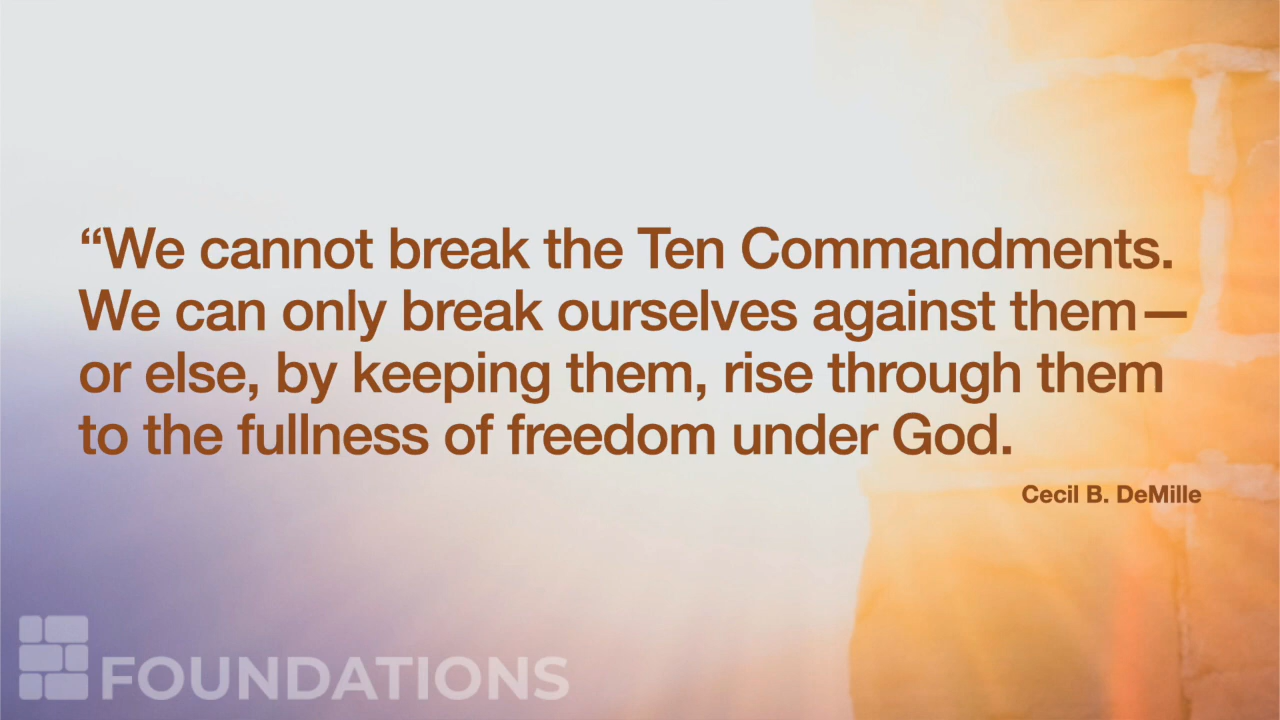 “We cannot break the Ten Commandments.
We can only break ourselves against them—
or else, by keeping them, rise through them
to the fullness of freedom under God.
Cecil B. DeMille
FOUNDATIONS